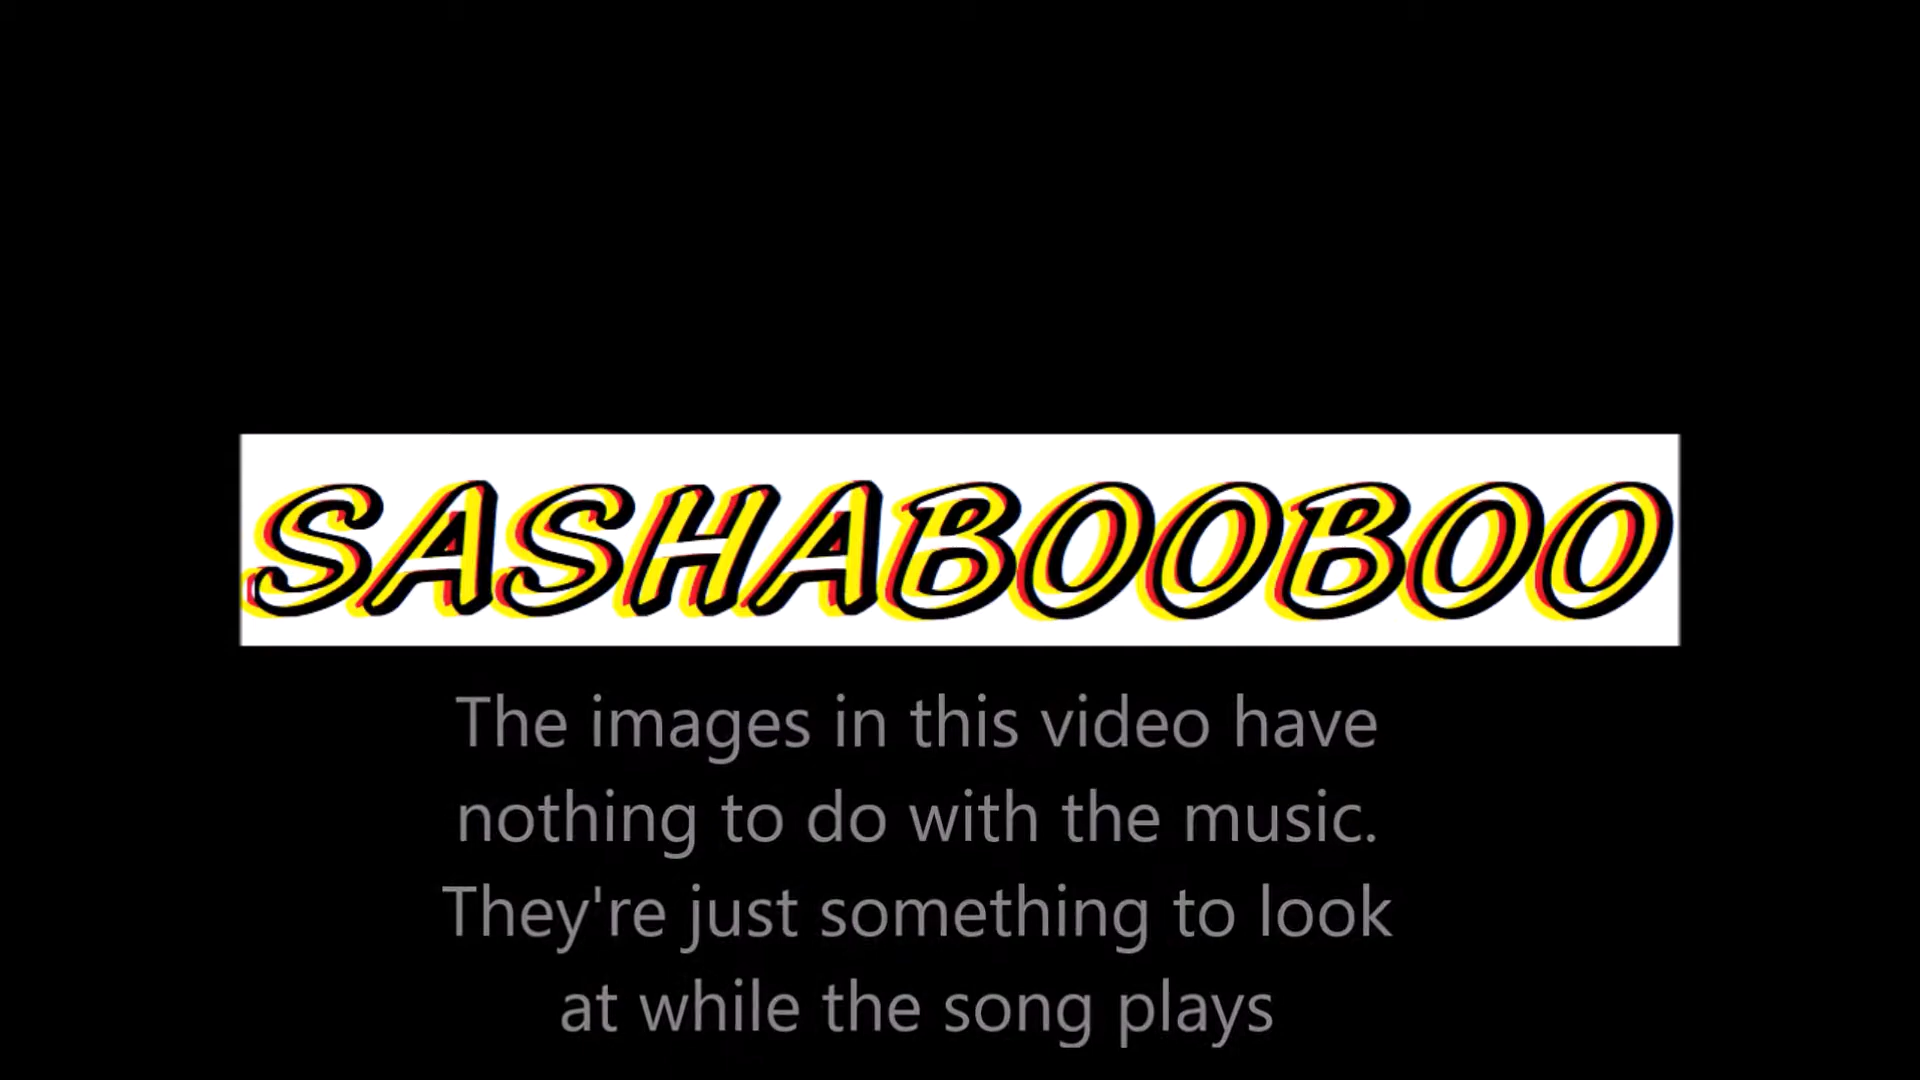 SASHABOOBOO
The images in this video have
nothing to do with the music.
They're just something to look
at while the song plays